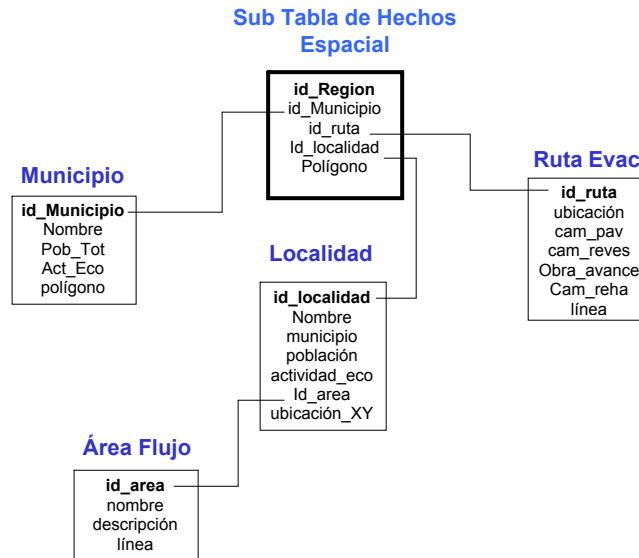 Sub Tabla de Hechos
Espacial
id_Region
id_Municipio
id_ruta
Id_localidad
Polígono
Municipio
id_Municipio
Nombre
Pob_Tot
Act_Eco
polígono
Ruta Evac
id_ruta
ubicación
cam_pav
cam_reves
Obra_avance
Cam_reha
línea
Localidad
id_localidad
Nombre
municipio
población
actividad_eco
Id_area
ubicación_XY
Área Flujo
id_area
nombre
descripción
línea